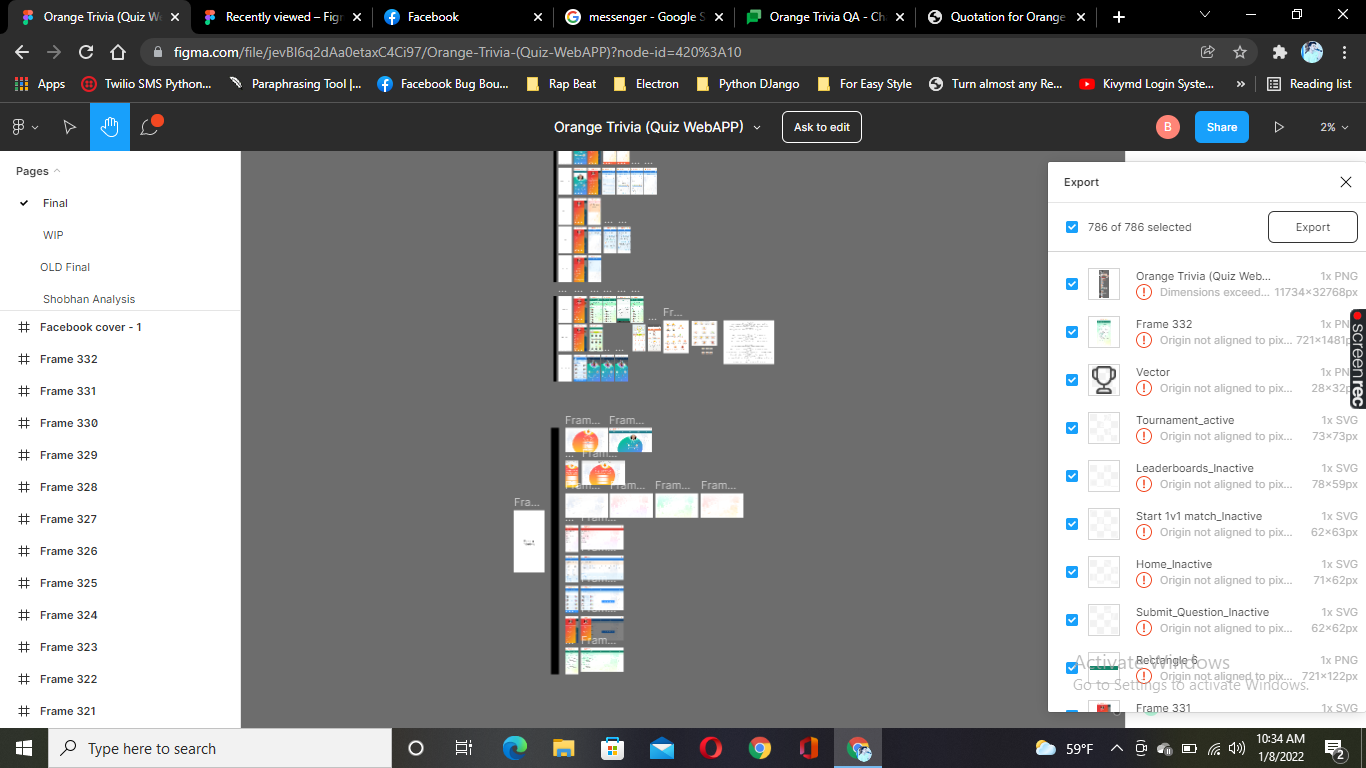 Orange Trivia (Quiz We
Recently viewed – Figr
Facebook
messenger - Google S
Orange Trivia QA - Cha
Quotation for Orange
figma.com/file/jevBl6q2dAa0etaxC4Ci97/Orange-Trivia-(Quiz-WebAPP)?node-id=420%3A10
Apps
Twilio SMS Python...
Paraphrasing Tool |...
Facebook Bug Boun...
Rap Beat
Electron
Python DJango
For Easy Style
Turn almost any Re...
Kivymd Login Syste...
»
Reading list
Orange Trivia (Quiz WebAPP)
Ask to edit
B
Share
2%
Pages
Final
WIP
OLD Final
Shobhan Analysis
Facebook cover - 1
Frame 332
Frame 331
Frame 330
Frame 329
Frame 328
Frame 327
Frame 326
Frame 325
Frame 324
Frame 323
Frame 322
Frame 321
Fr...
Fram...
Fram...
Fram...
Fram...
Fram...
Fram...
Fram...
Fra...
Fram...
Fram...
Export
786 of 786 selected
Export
Orange Trivia (Quiz Web...
1x PNG
Dimensions exceed...
11734×32768px
Frame 332
1x PN
Origin not aligned to pix...
721×1481p
Vector
1x PN
Origin not aligned to pix...
28×32p
Tournament_active
1x SVG
Origin not aligned to pix...
73×73px
Leaderboards_Inactive
1x SVG
Origin not aligned to pix...
78×59px
Start 1v1 match_Inactive
1x SVG
Origin not aligned to pix...
62×63px
Home_Inactive
1x SVG
Origin not aligned to pix...
71×62px
Submit_Question_Inactive
1x SVG
Origin not aligned to pix...
62×62px
Rectangle 6
1x PNG
Origin not aligned to pix...
721×122px
Frame 331
1x SVG
screenrec
Activate Windows
Go to Settings to activate Windows.
Type here to search
59°F
10:34 AM
1/8/2022
2